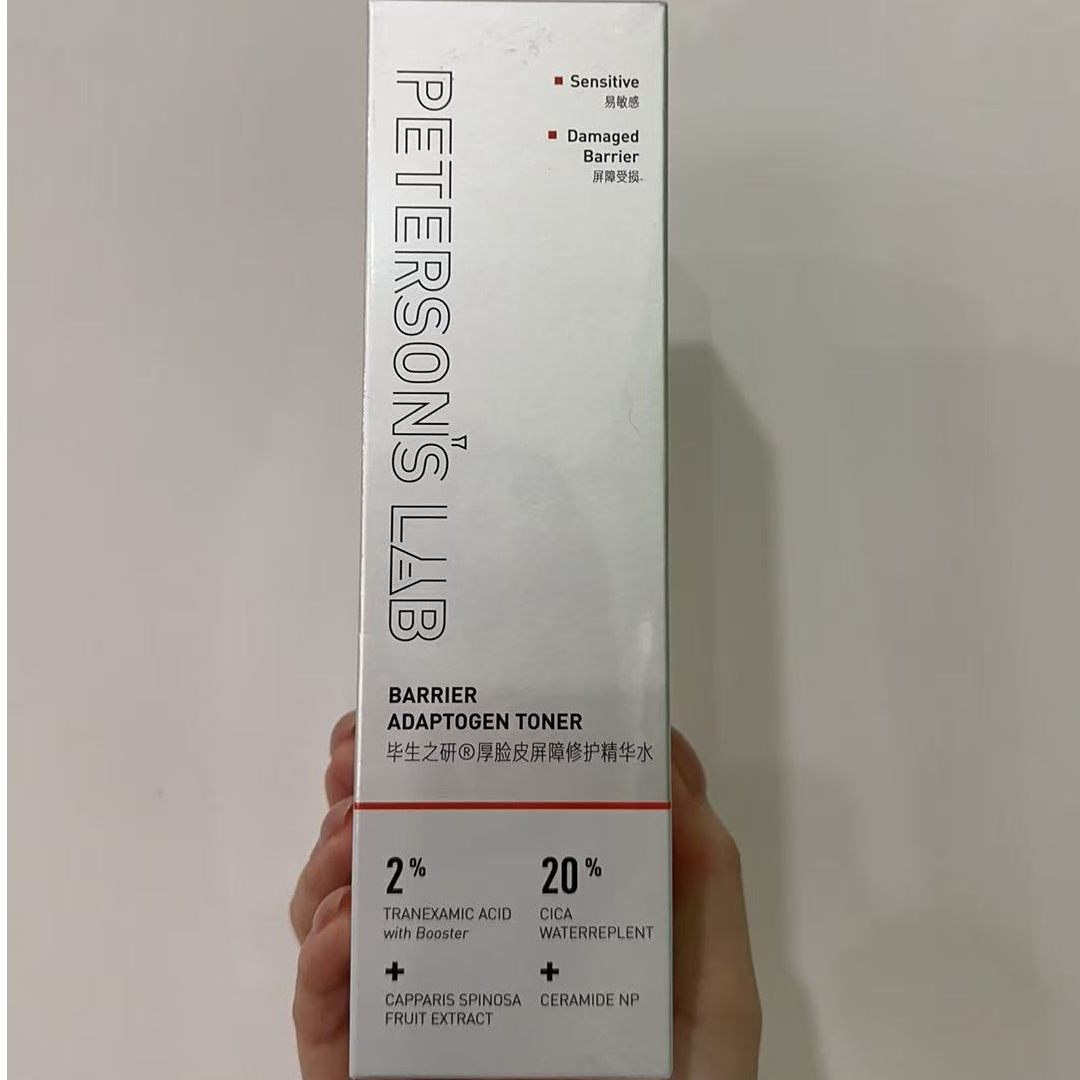 PETERSON'S LAB
■ Sensitive
易敏感
■ Damaged
Barrier
屏障受损
BARRIER
ADAPTOGEN TONER
毕生之研®厚脸皮屏障修护精华水
2%
TRANEXAMIC ACID
with Booster
+
CAPPARIS SPINOSA
FRUIT EXTRACT
20%
CICA
WATERREPLENT
+
CERAMIDE NP